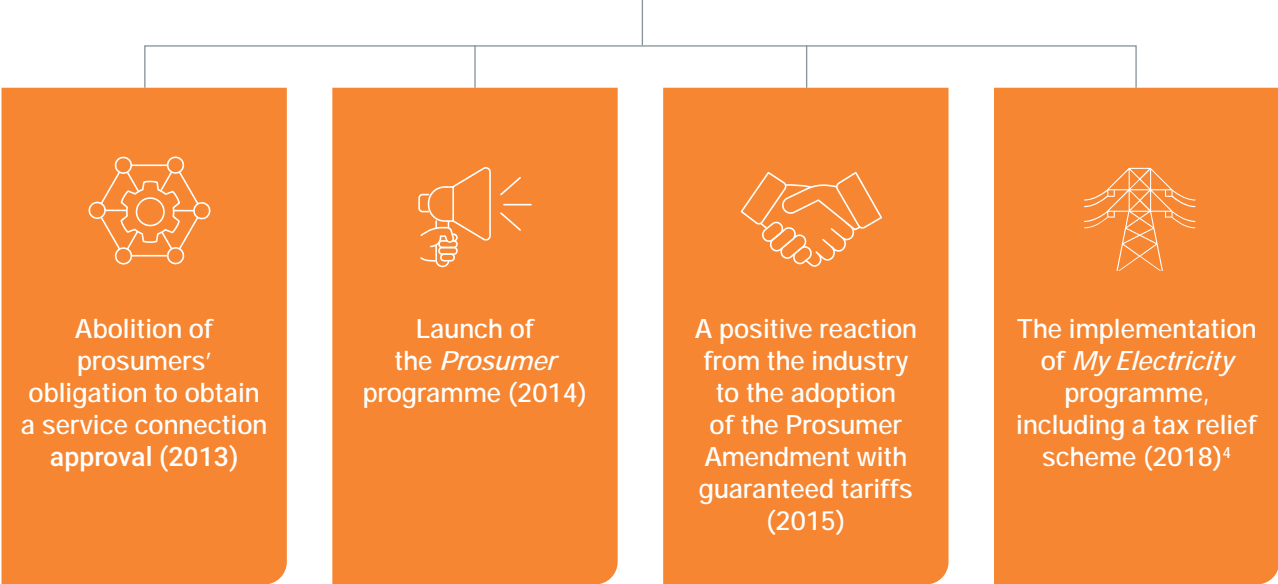 Abolition of
prosumers’
obligation to obtain
a service connection
approval (2013)
Launch of
the Prosumer
programme (2014)
A positive reaction
from the industry
to the adoption
of the Prosumer
Amendment with
guaranteed tariffs
(2015)
The implementation
of My Electricity
programme,
including a tax relief
scheme (2018)⁴